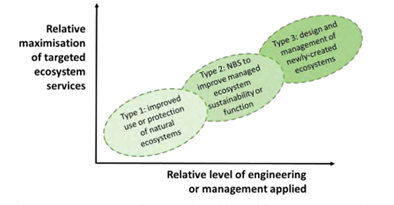 Relative
maximisation
of targeted
ecosystem
services
Type 1: improved
use or protection
of natural
ecosystems
Type 2: NBS to
improve managed
ecosystem
sustainability or
function
Type 3: design and
management of
newly-created
ecosystems
Relative level of engineering
or management applied